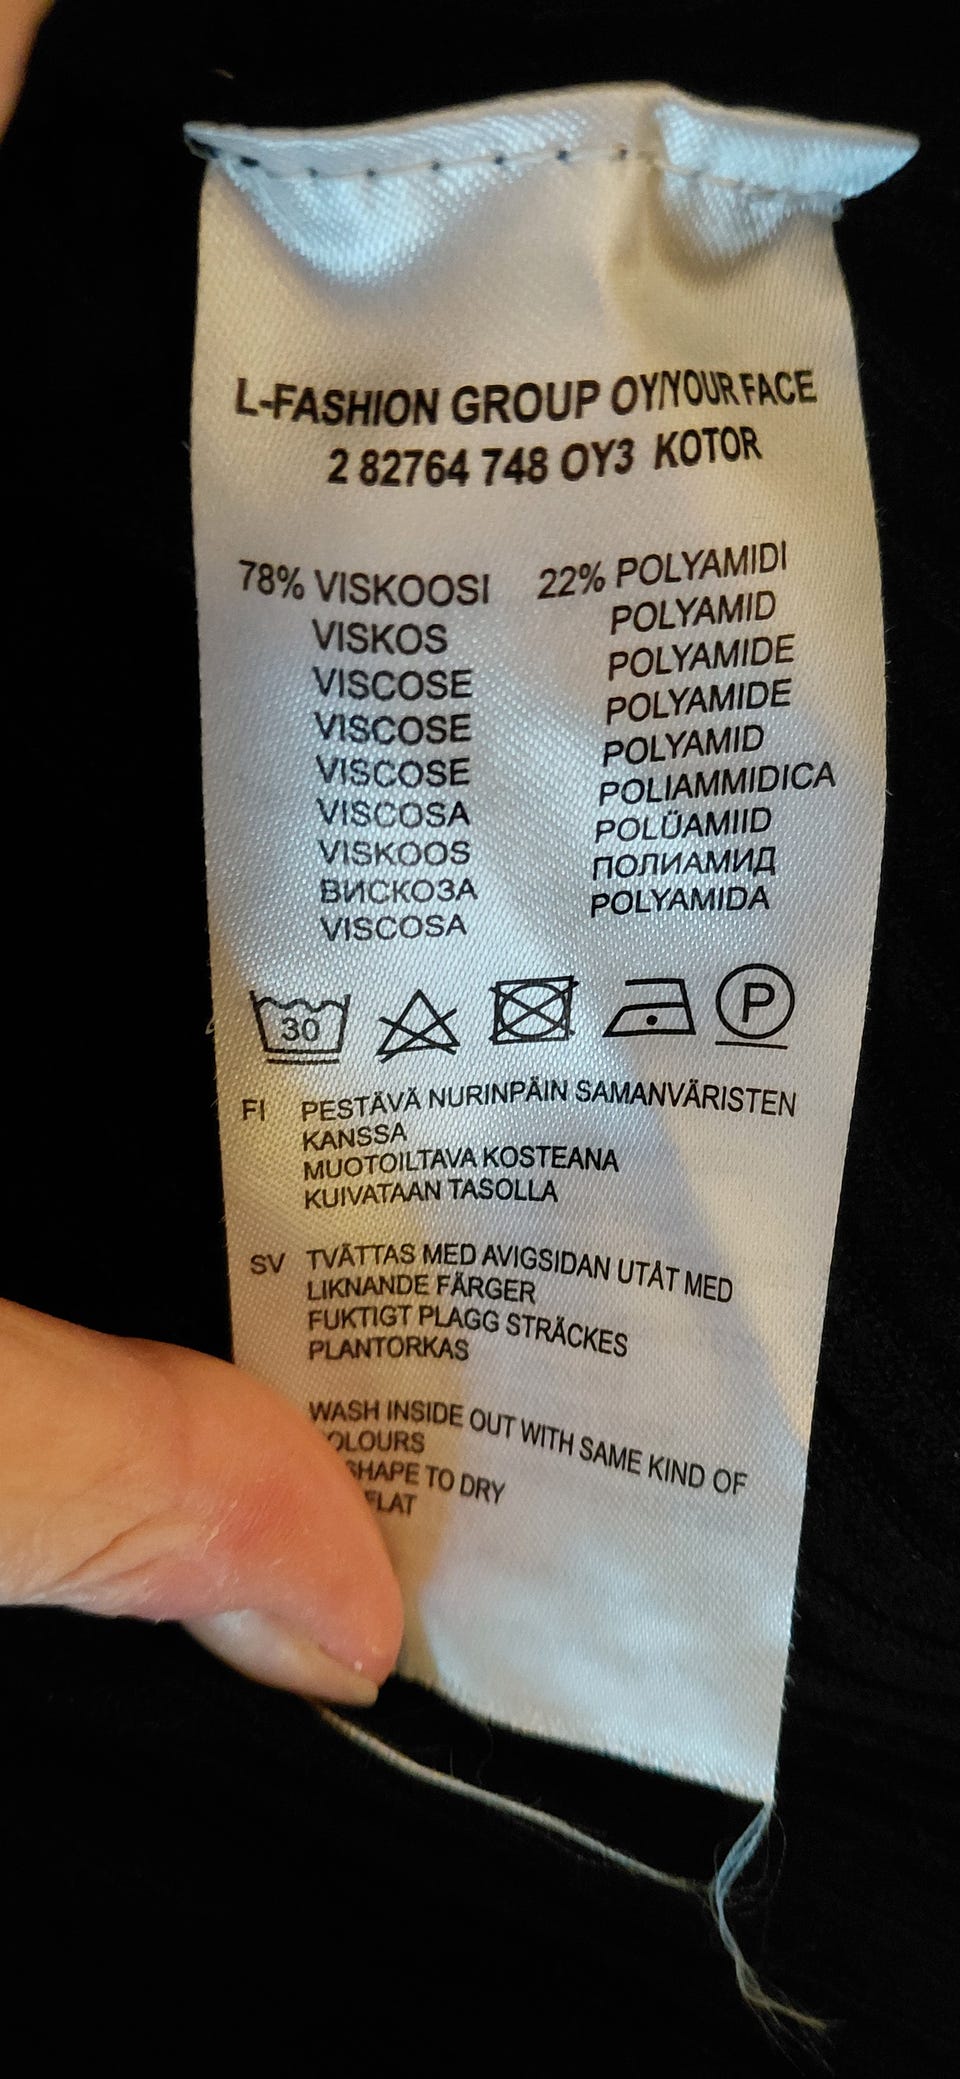 L-FASHION GROUP OY/YOUR FACE
2 82764 748 OY3 KOTOR
78% VISKOOSI 22% POLYAMIDI
VISKOS POLYAMID
VISCOSE POLYAMIDE
VISCOSE POLYAMIDE
VISCOSE POLYAMID
VISCOSA POLIAMMIDICA
VISKOOS POLÜAMIID
ВИСКОЗА ПОЛИАМИД
VISCOSA POLYAMIDA
30 P
FI PESTÄVÄ NURINPÄIN SAMANVÄRISTEN
KANSSA
MUOTOILTAVA KOSTEANA
KUIVATAAN TASOLLA
SV TVÄTTAS MED AVIGSIDAN UTÅT MED
LIKNANDE FÄRGER
FUKTIGT PLAGG STRÄCKES
PLANTORKAS
WASH INSIDE OUT WITH SAME KIND OF
OLOURS
SHAPE TO DRY
FLAT